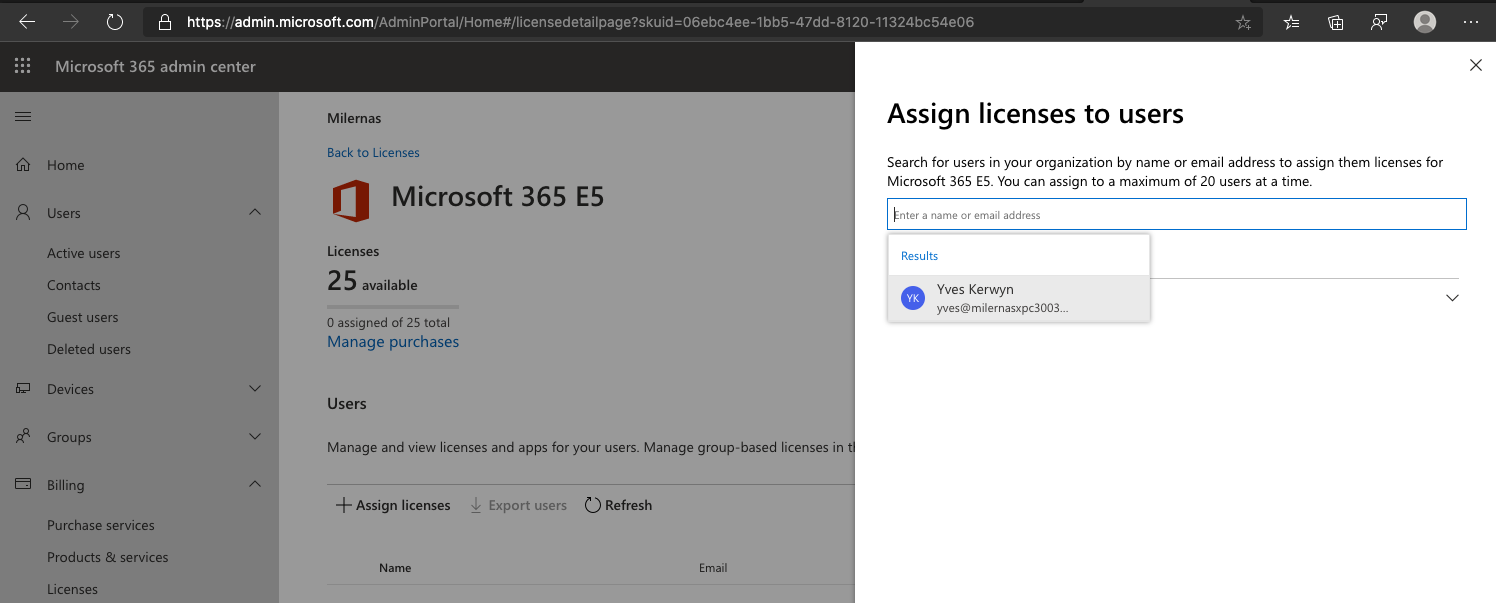 https://admin.microsoft.com/AdminPortal/Home#/licensedetailpage?skuid=06ebc4ee-1bb5-47dd-8120-11324bc54e06
Microsoft 365 admin center
Home
Users
Active users
Contacts
Guest users
Deleted users
Devices
Groups
Billing
Purchase services
Products & services
Licenses
Milernas
Back to Licenses
Microsoft 365 E5
Licenses
25 available
0 assigned of 25 total
Manage purchases
Users
Manage and view licenses and apps for your users. Manage group-based licenses in
Assign licenses
Export users
Refresh
Name
Email
Assign licenses to users
Search for users in your organization by name or email address to assign them licenses for
Microsoft 365 E5. You can assign to a maximum of 20 users at a time.
Enter a name or email address
Results
YK
Yves Kerwyn
yves@milernasxpc3003...